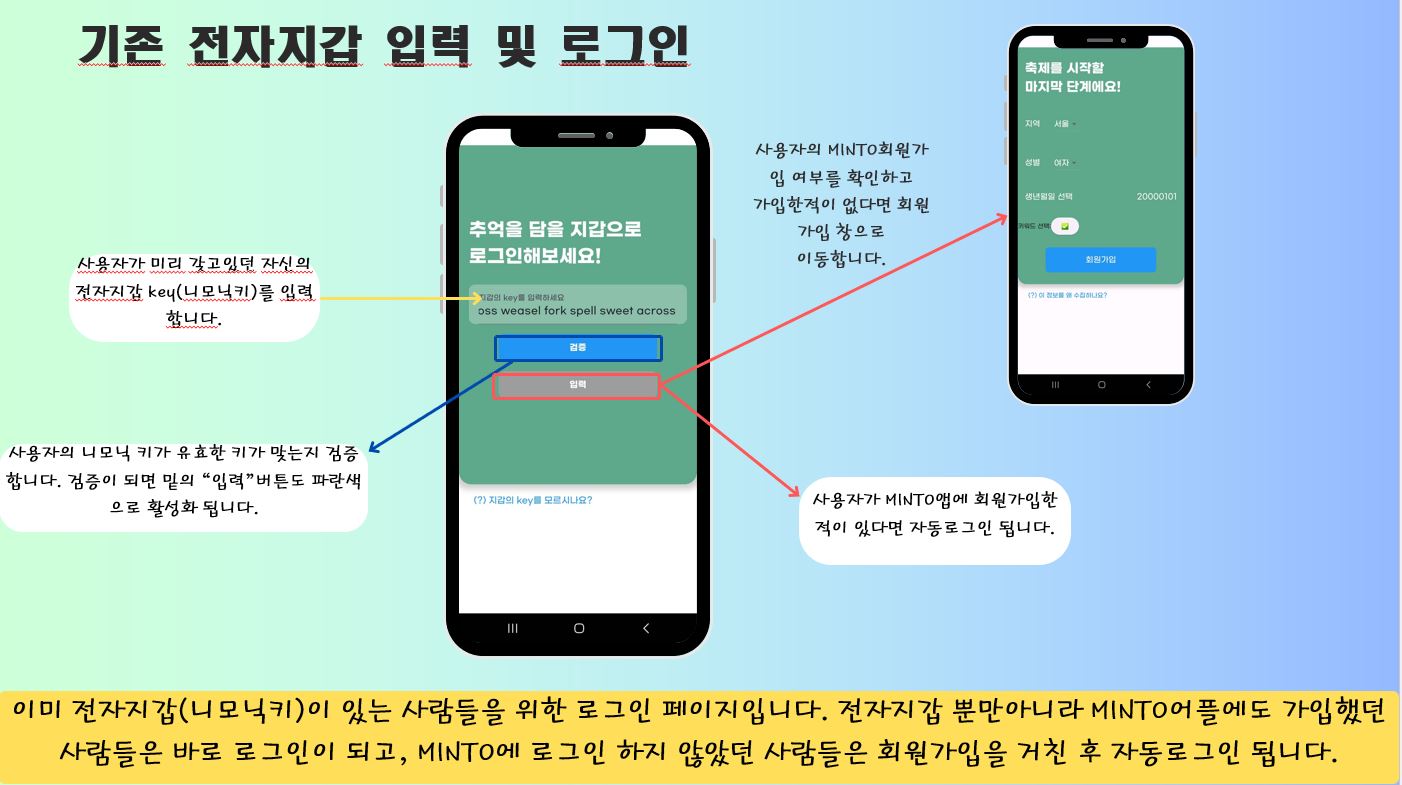 기존 전자지갑 입력 및 로그인
사용자가 미리 갖고있던 자신의
전자지갑 key(니모닉키)를 입력
합니다.
사용자의 니모닉 키가 유효한 키가 맞는지 검증
합니다. 검증이 되면 밑의 “입력”버튼도 파란색
으로 활성화 됩니다.
추억을 담을 지갑으로
로그인해보세요!
지갑의 key를 입력하세요
oss weasel fork spell sweet across
검증
입력
(?) 지갑의 key를 모르시나요?
사용자의 MINTO회원가
입 여부를 확인하고
가입한적이 없다면 회원
가입 창으로
이동합니다.
축제를 시작할
마지막 단계에요!
지역 서울
성별 여자
생년월일 선택 20000101
키워드 선택
회원가입
(?) 이 정보를 왜 수집하나요?
사용자가 MINTO앱에 회원가입한
적이 있다면 자동로그인 됩니다.
이미 전자지갑(니모닉키)이 있는 사람들을 위한 로그인 페이지입니다. 전자지갑 뿐만아니라 MINTO어플에도 가입했던
사람들은 바로 로그인이 되고, MINTO에 로그인 하지 않았던 사람들은 회원가입을 거친 후 자동로그인 됩니다.